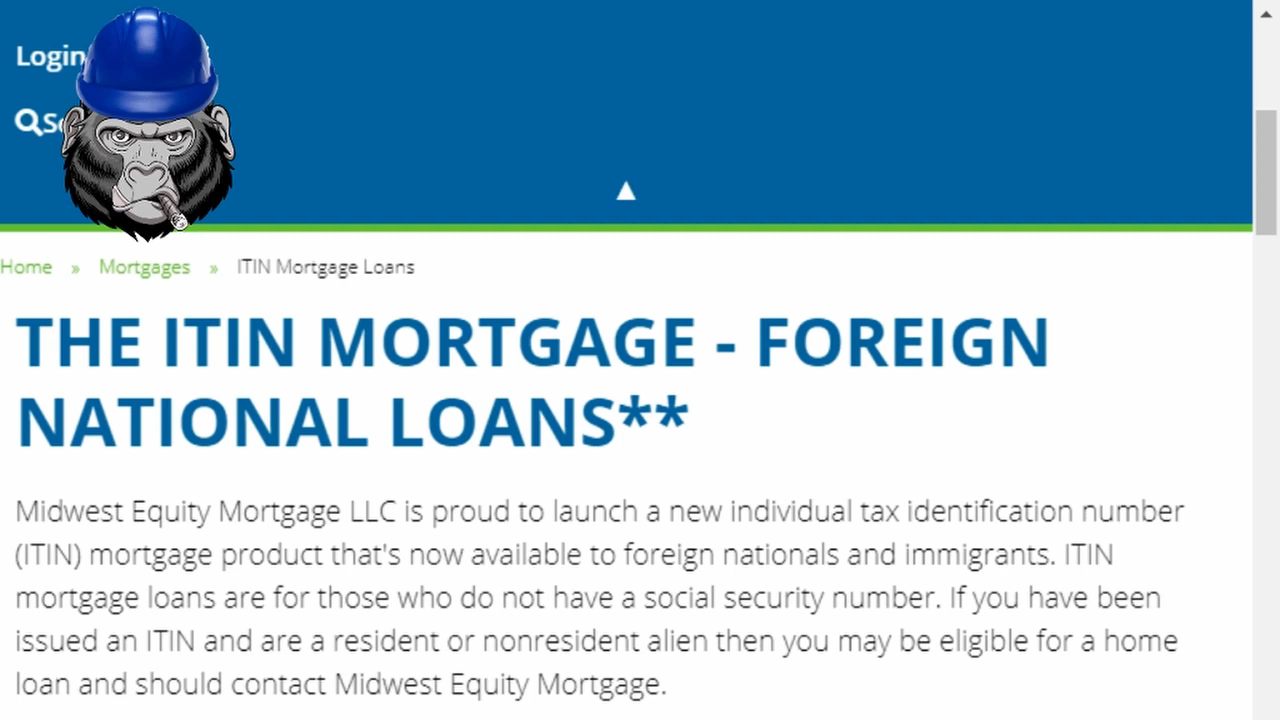 Login
Home » Mortgages » ITIN Mortgage Loans
THE ITIN MORTGAGE - FOREIGN
NATIONAL LOANS**
Midwest Equity Mortgage LLC is proud to launch a new individual tax identification number
(ITIN) mortgage product that's now available to foreign nationals and immigrants. ITIN
mortgage loans are for those who do not have a social security number. If you have been
issued an ITIN and are a resident or nonresident alien then you may be eligible for a home
loan and should contact Midwest Equity Mortgage.